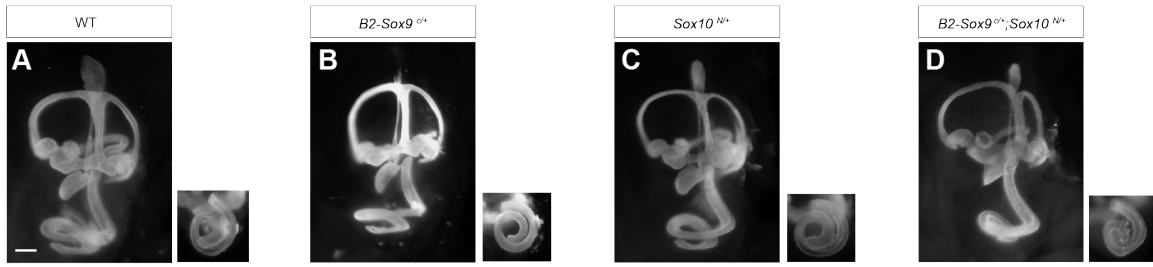 WT
B2-Sox9 c/+
Sox10 N/+
B2-Sox9 c/+;Sox10 N/+
A
B
C
D